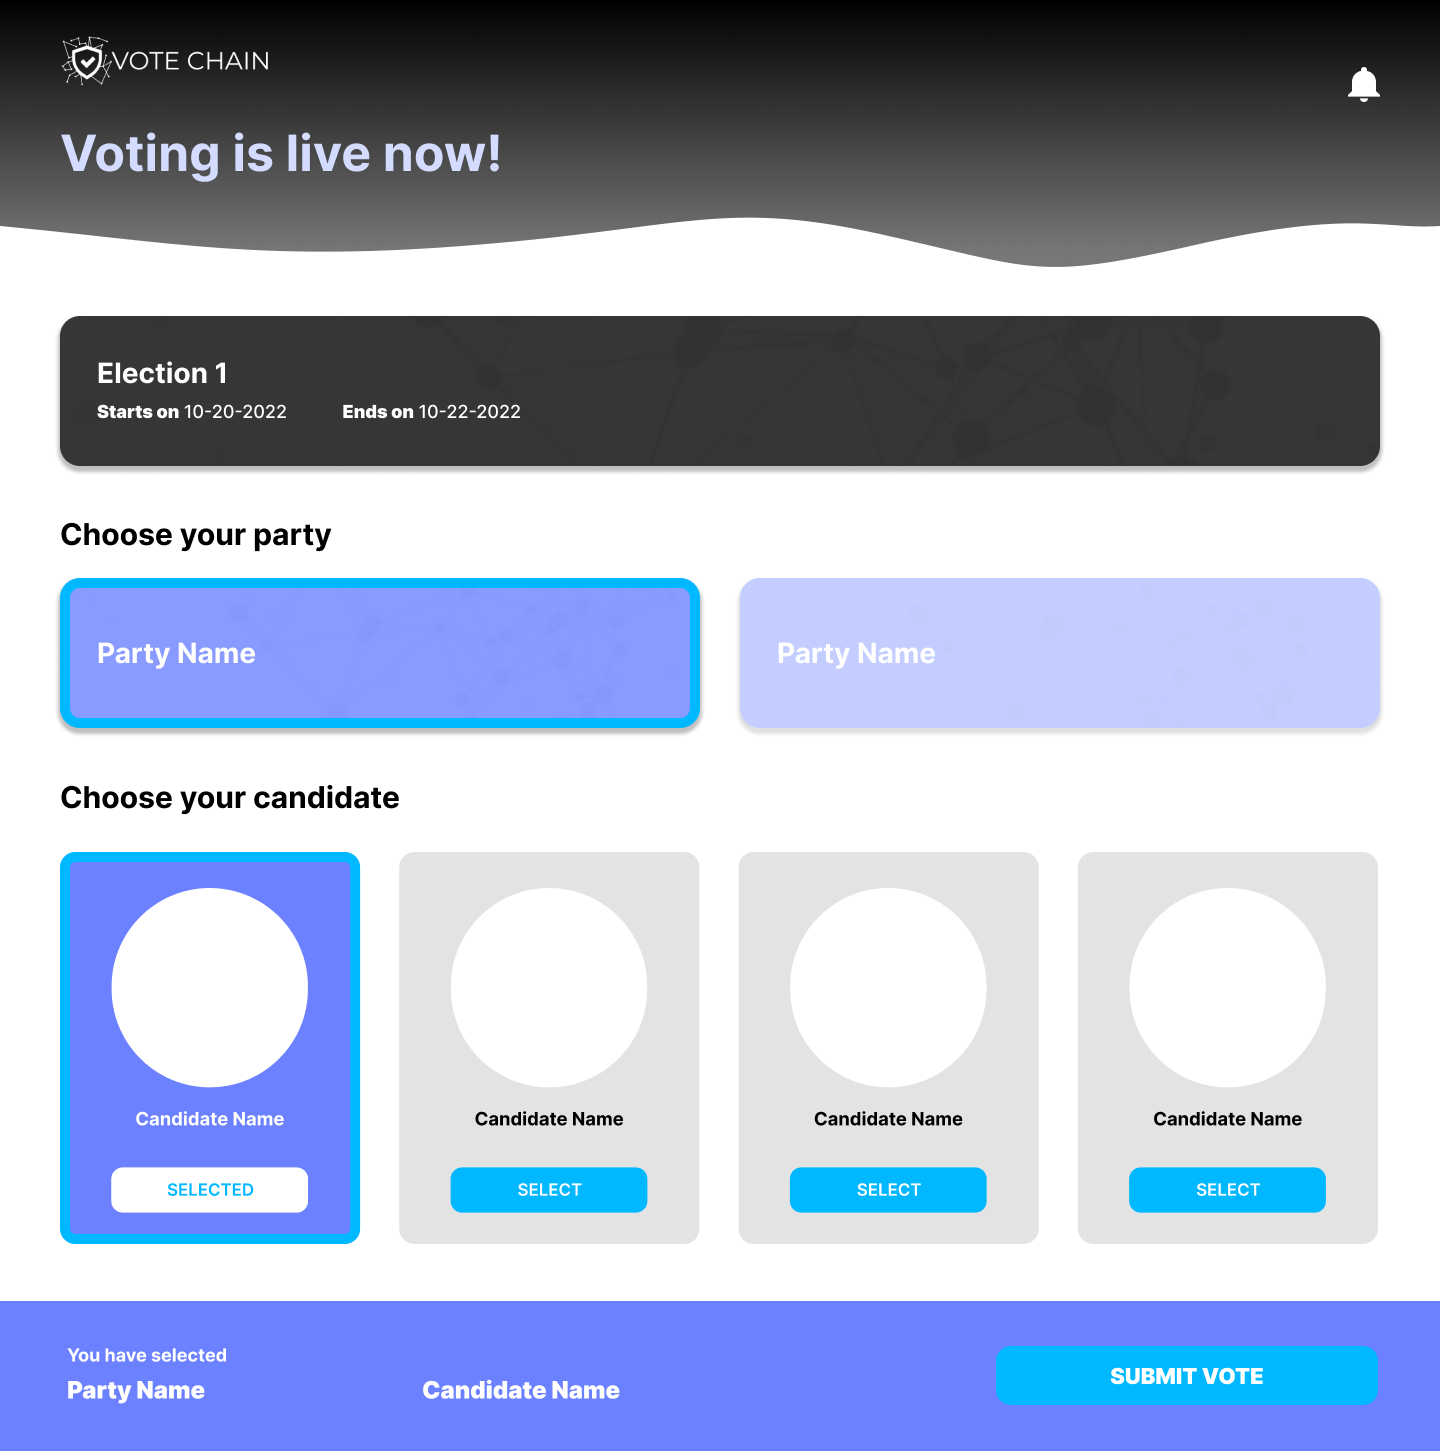 VOTE CHAIN
Voting is live now!
Election 1
Starts on 10-20-2022 Ends on 10-22-2022
Choose your party
Party Name Party Name
Choose your candidate
Candidate Name Candidate Name Candidate Name Candidate Name
SELECTED SELECT SELECT SELECT
You have selected
Party Name Candidate Name
SUBMIT VOTE